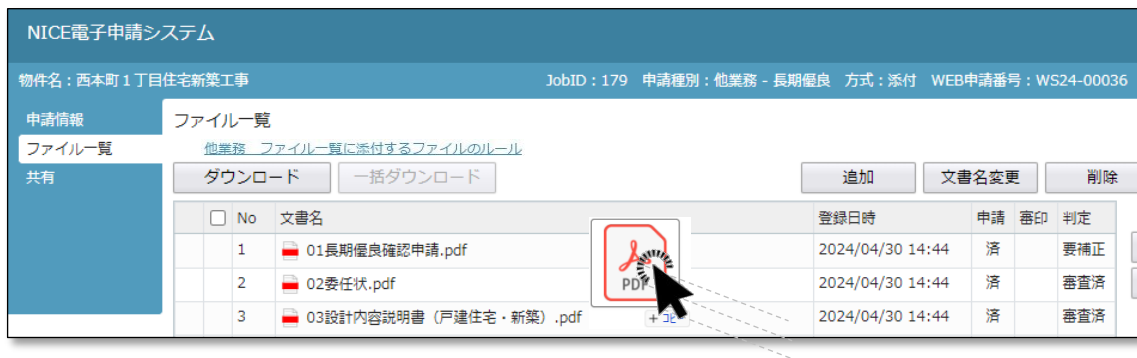 NICE電子申請システム
物件名：西本町１丁目住宅新築工事 JobID：179 申請種別：他業務 - 長期優良 方式：添付 WEB申請番号：WS24-00036
申請情報
ファイル一覧
共有
ファイル一覧
他業務 ファイル一覧に添付するファイルのルール
ダウンロード 一括ダウンロード 追加 文書名変更 削除
No 文書名 登録日時 申請 審印 判定
1 01長期優良確認申請.pdf 2024/04/30 14:44 済 要補正
2 02委任状.pdf 2024/04/30 14:44 済 審査済
3 03設計内容説明書（戸建住宅・新築）.pdf 2024/04/30 14:44 済 審査済
PDF